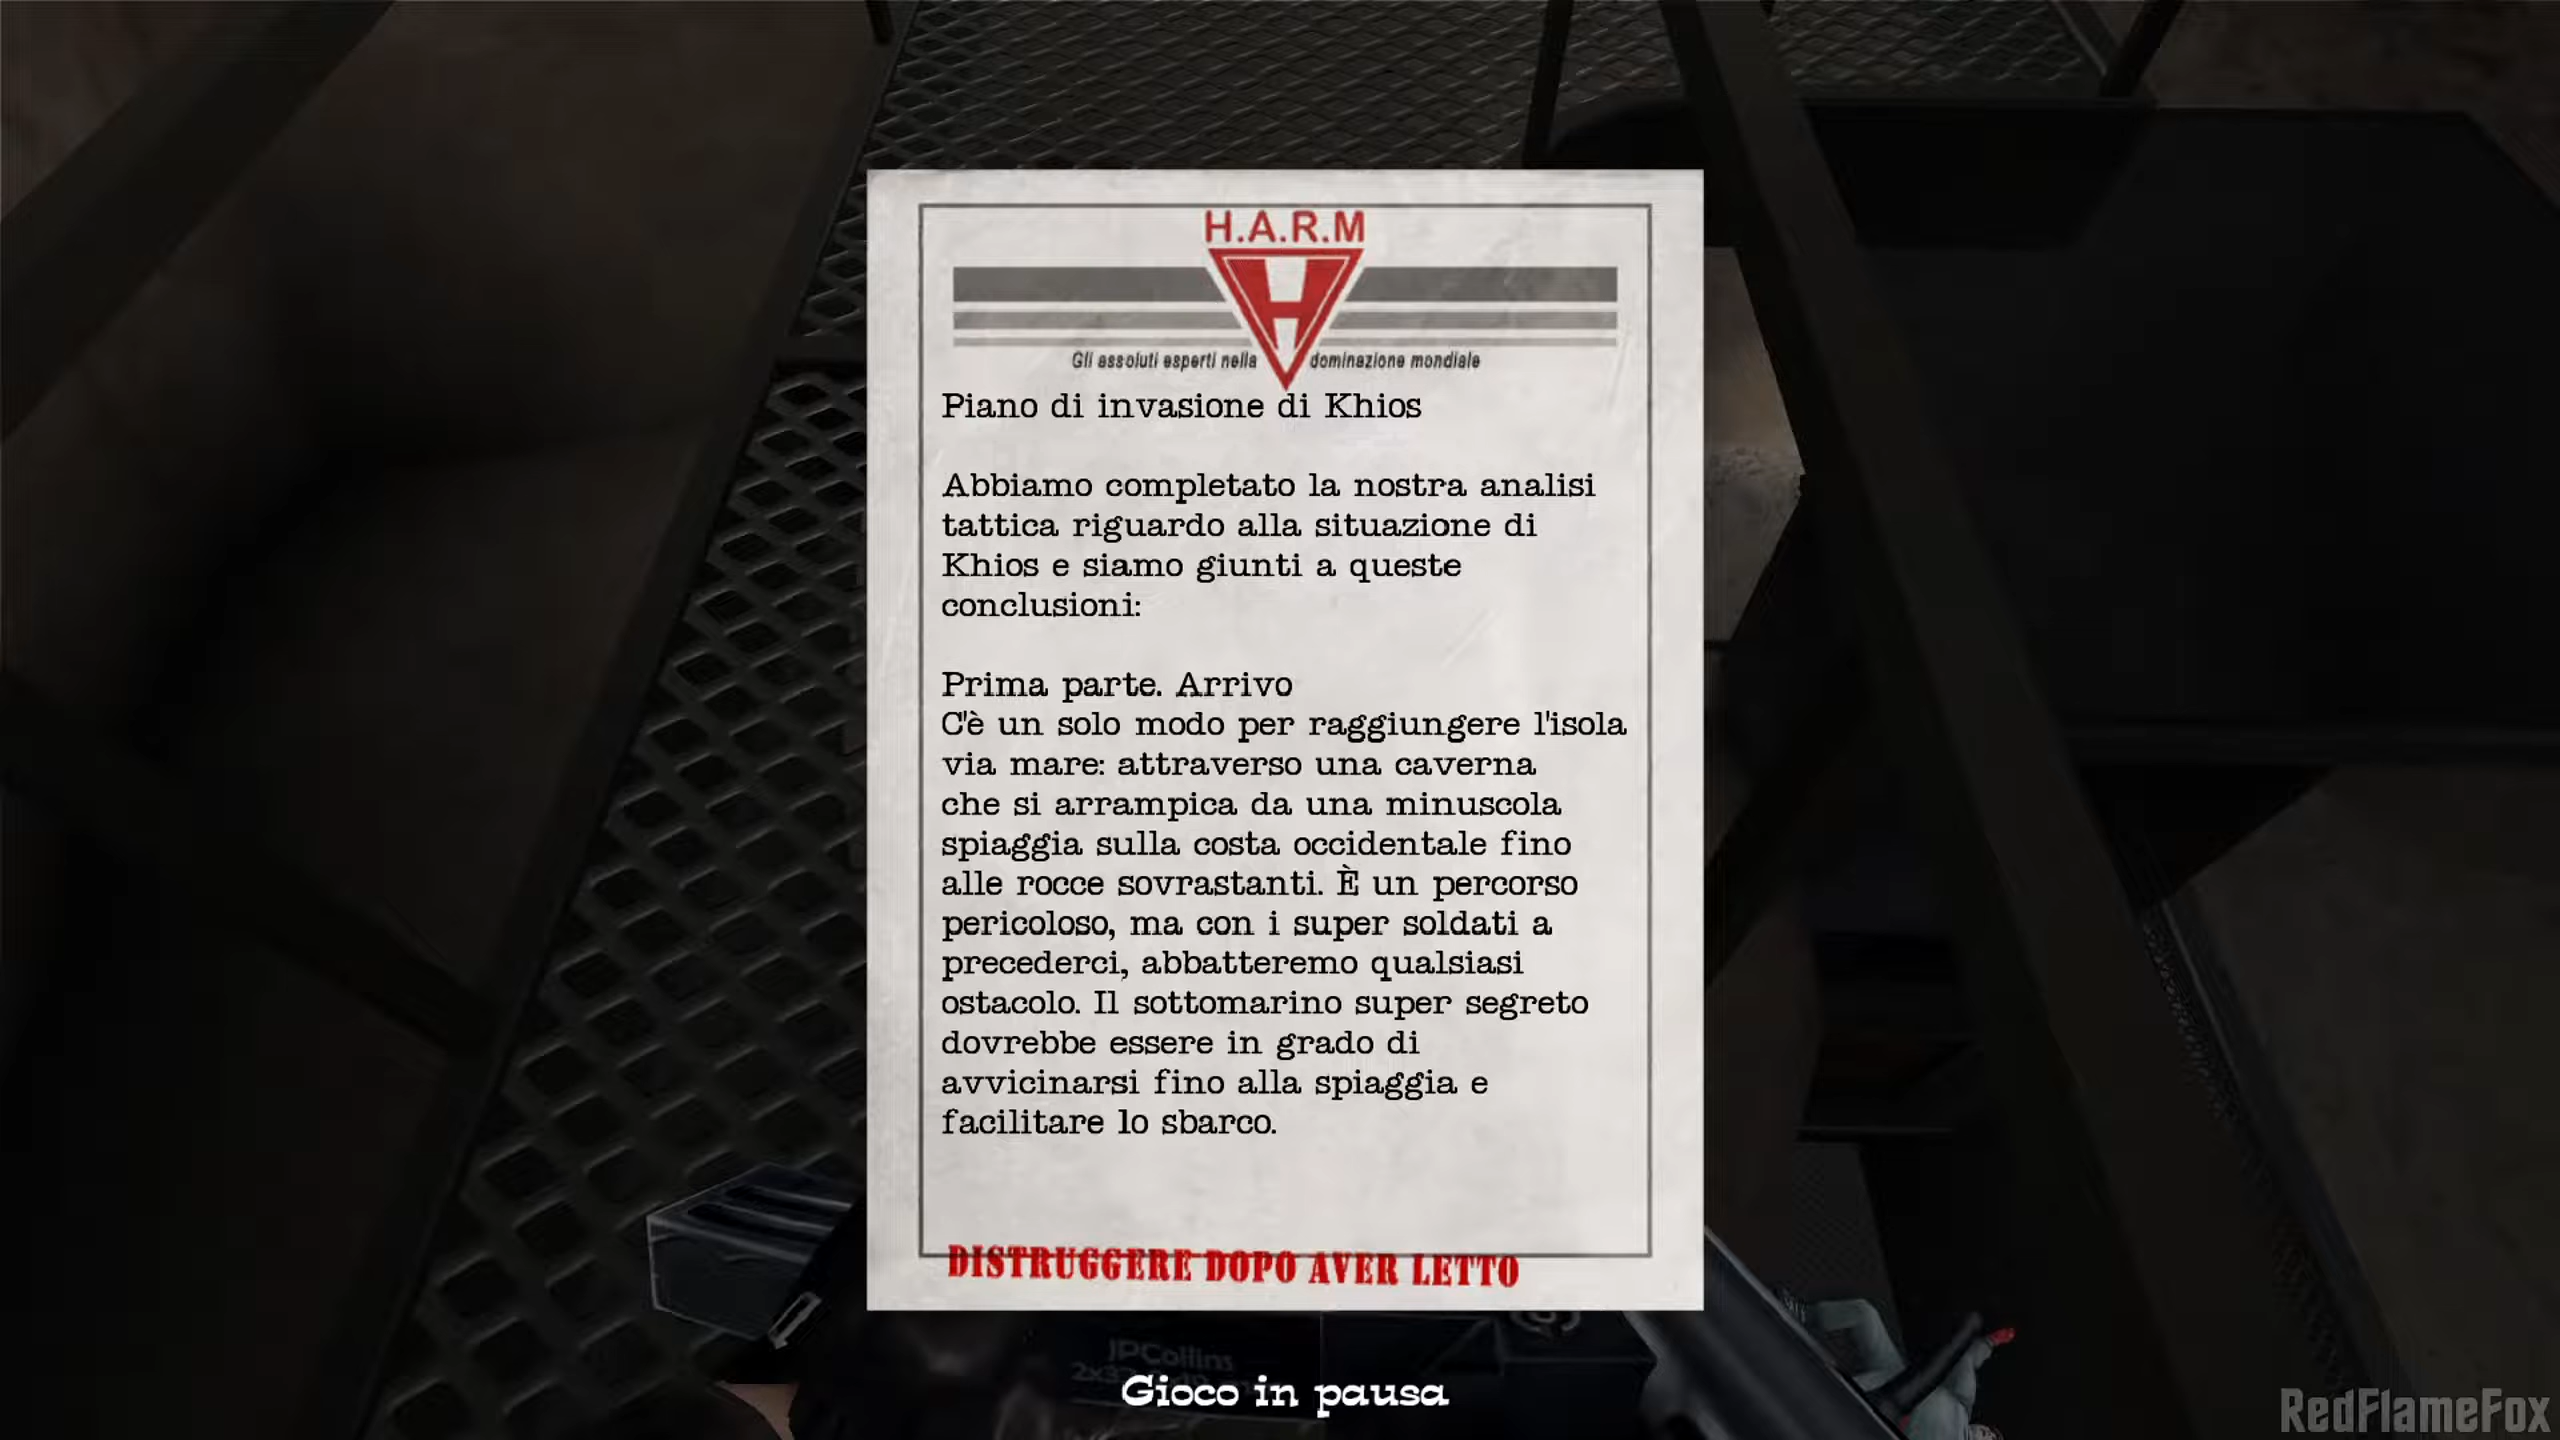 H.A.R.M
H
Gli assoluti esperti nella dominazione mondiale
Piano di invasione di Khios
Abbiamo completato la nostra analisi
tattica riguardo alla situazione di
Khios e siamo giunti a queste
conclusioni:
Prima parte. Arrivo
C'è un solo modo per raggiungere l'isola
via mare: attraverso una caverna
che si arrampica da una minuscola
spiaggia sulla costa occidentale fino
alle rocce sovrastanti. È un percorso
pericoloso, ma con i super soldati a
precederci, abbatteremo qualsiasi
ostacolo. Il sottomarino super segreto
dovrebbe essere in grado di
avvicinarsi fino alla spiaggia e
facilitare lo sbarco.
DISTRUGGERE DOPO AVER LETTO
JPCollins
Gioco in pausa
RedFlameFox